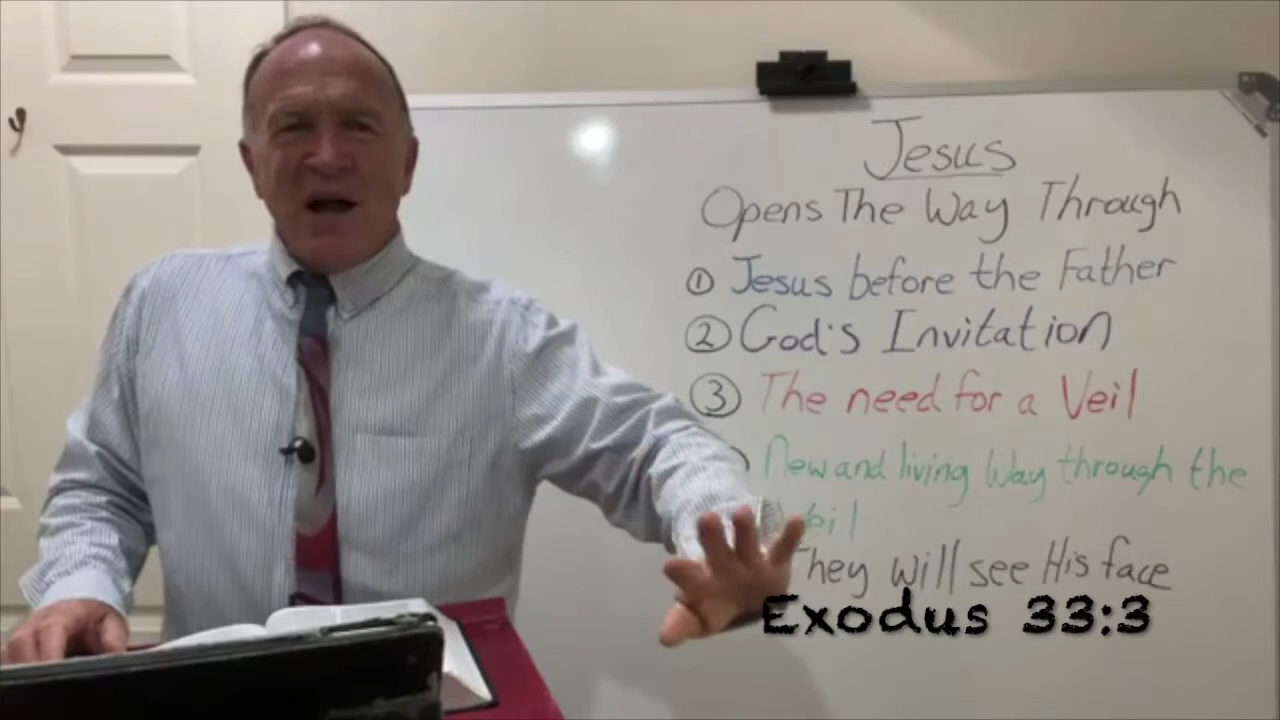 Jesus
Opens The Way Through
① Jesus before the Father
② God's Invitation
③ The need for a Veil
New and living Way through the
They will see His face
Exodus 33:3